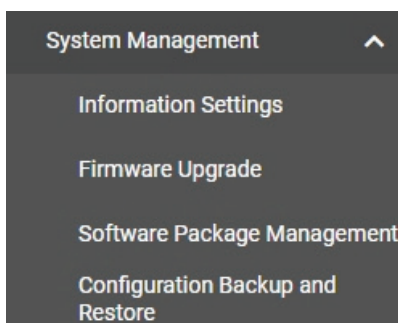 System Management
Information Settings
Firmware Upgrade
Software Package Management
Configuration Backup and
Restore